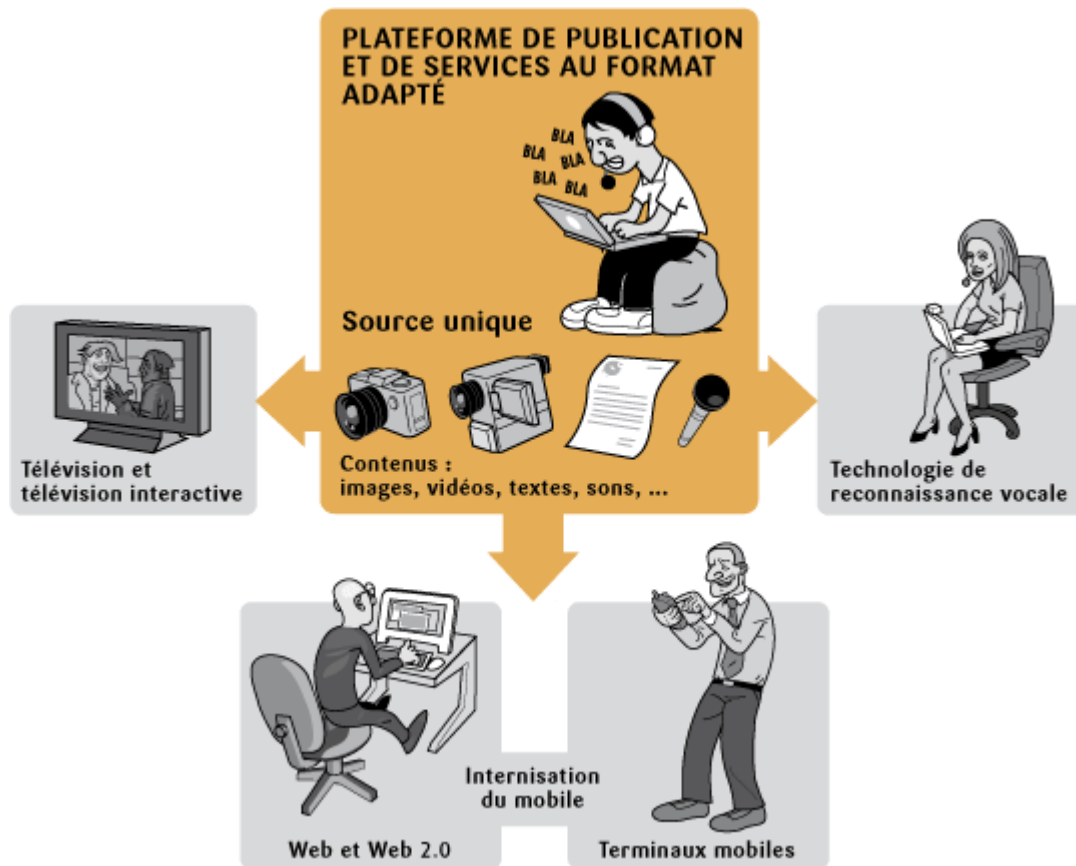 PLATEFORME DE PUBLICATION
ET DE SERVICES AU FORMAT
ADAPTÉ
BLA
BLA
BLA
BLA
BLA
BLA
Source unique
Contenus :
images, vidéos, textes, sons, ...
Télévision et
télévision interactive
Technologie de
reconnaissance vocale
Internisation
du mobile
Web et Web 2.0
Terminaux mobiles